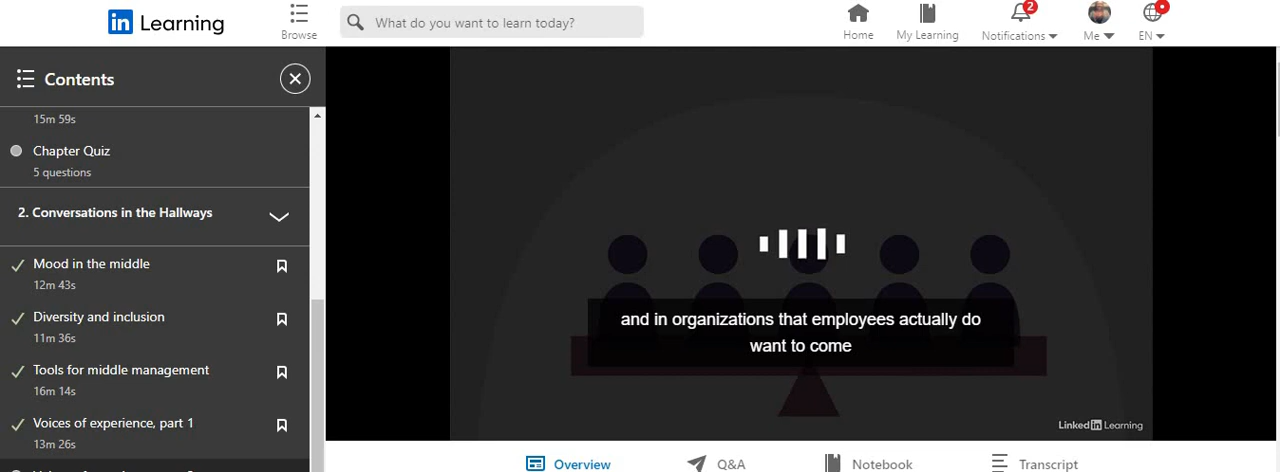 in Learning
Browse
What do you want to learn today?
Home
My Learning
2
Notifications
Me
EN
Contents
15m 59s
Chapter Quiz
5 questions
2. Conversations in the Hallways
Mood in the middle
12m 43s
Diversity and inclusion
11m 36s
Tools for middle management
16m 14s
Voices of experience, part 1
13m 26s
and in organizations that employees actually do
want to come
Linked in Learning
Overview
Q&A
Notebook
Transcript